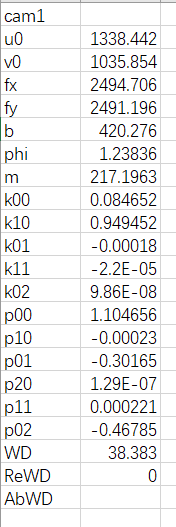 cam1
u0 1338.442
v0 1035.854
fx 2494.706
fy 2491.196
b 420.276
phi 1.23836
m 217.1963
k00 0.084652
k10 0.949452
k01 -0.00018
k11 -2.2E-05
k02 9.86E-08
p00 1.104656
p10 -0.00023
p01 -0.30165
p20 1.29E-07
p11 0.000221
p02 -0.46785
WD 38.383
ReWD 0
AbWD